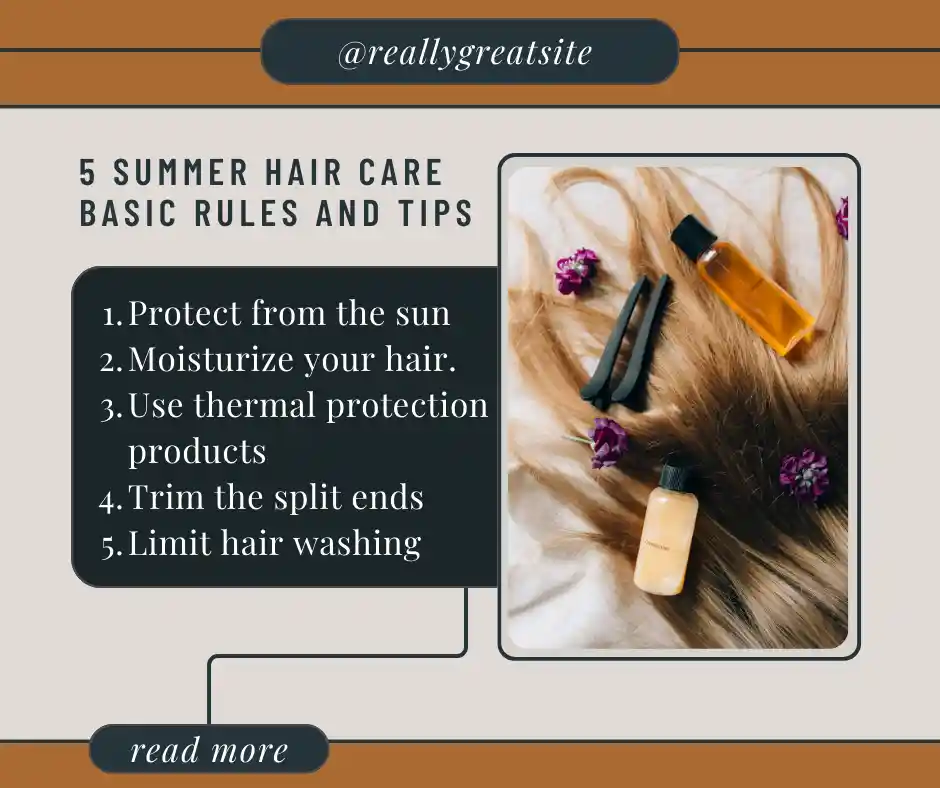 @reallygreatsite
5 SUMMER HAIR CARE
BASIC RULES AND TIPS
1. Protect from the sun
2. Moisturize your hair.
3. Use thermal protection
products
4. Trim the split ends
5. Limit hair washing
read more